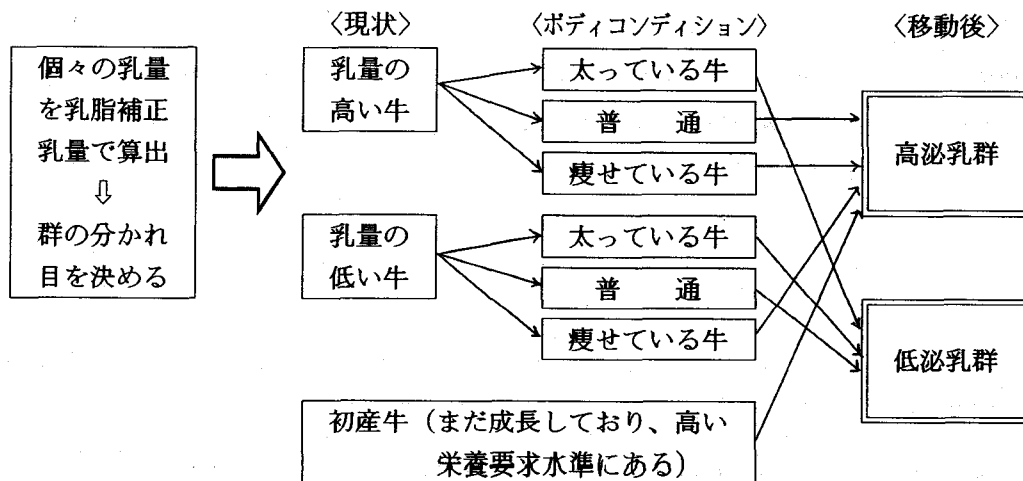 〈現状〉
〈ボディコンディション〉
〈移動後〉
個々の乳量
を乳脂補正
乳量で算出
⇩
群の分かれ
目を決める
乳量の
高い牛
太っている牛
普　通
痩せている牛
乳量の
低い牛
太っている牛
普　通
痩せている牛
初産牛（まだ成長しており、高い
栄養要求水準にある）
高泌乳群
低泌乳群